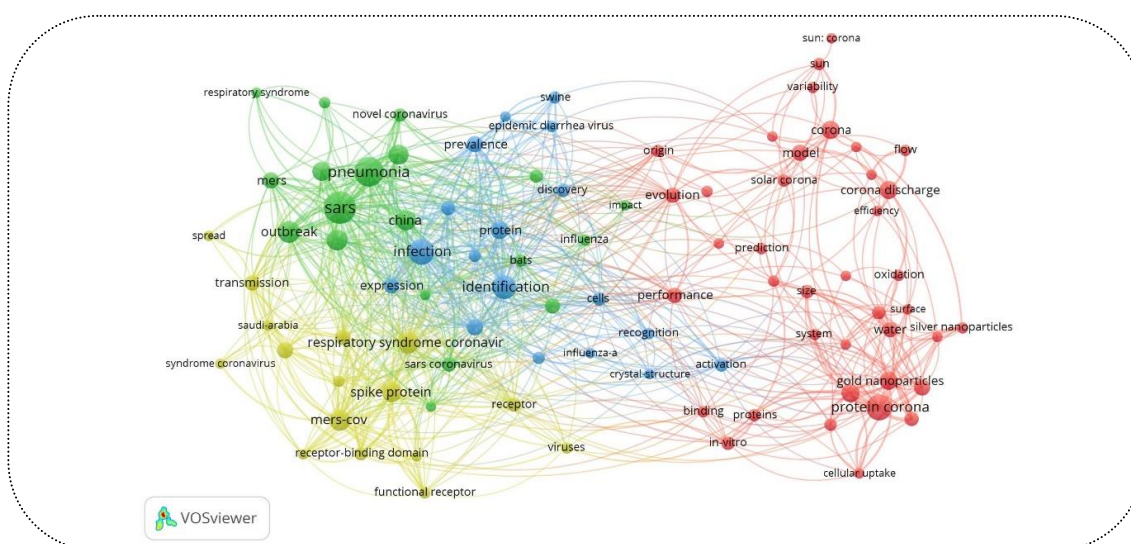 sun: corona
sun
variability
respiratory syndrome
swine
novel coronavirus
epidemic diarrhea virus
corona
prevalence
origin
model
flow
pneumonia
mers
solar corona
discovery
corona discharge
evolution
sars
impact
efficiency
china
outbreak
protein
spread
influenza
infection
prediction
bats
oxidation
transmission
expression
identification
cells
performance
size
surface
saudi-arabia
recognition
system
water
silver nanoparticles
respiratory syndrome coronavir
influenza-a
syndrome coronavirus
sars coronavirus
crystal structure
activation
gold nanoparticles
spike protein
receptor
protein corona
mers-cov
binding
proteins
in-vitro
viruses
receptor-binding domain
cellular uptake
functional receptor
VOSviewer